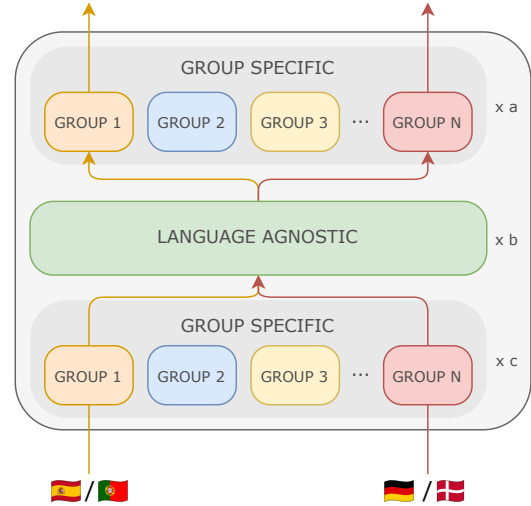 GROUP SPECIFIC
GROUP 1 GROUP 2 GROUP 3 ... GROUP N
x a
LANGUAGE AGNOSTIC
x b
GROUP SPECIFIC
GROUP 1 GROUP 2 GROUP 3 ... GROUP N
x c
/ /